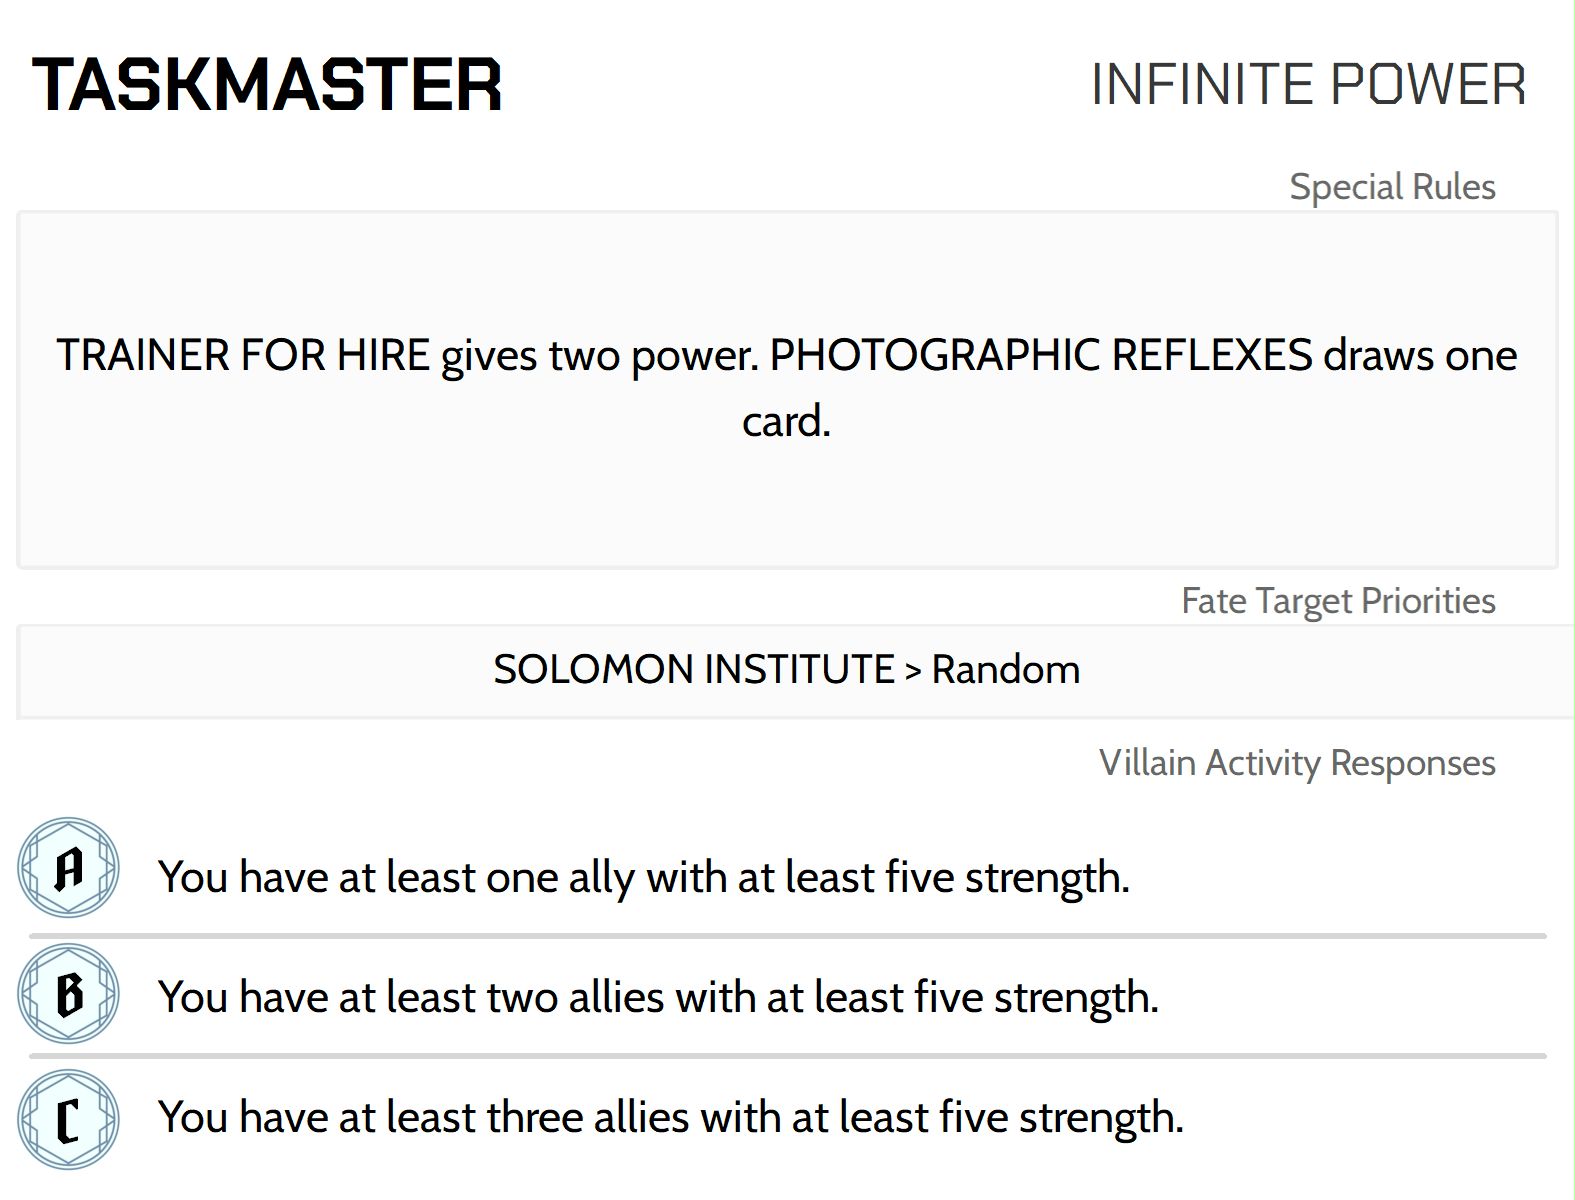 TASKMASTER
INFINITE POWER
Special Rules
TRAINER FOR HIRE gives two power. PHOTOGRAPHIC REFLEXES draws one
card.
Fate Target Priorities
SOLOMON INSTITUTE > Random
Villain Activity Responses
A You have at least one ally with at least five strength.
B You have at least two allies with at least five strength.
C You have at least three allies with at least five strength.